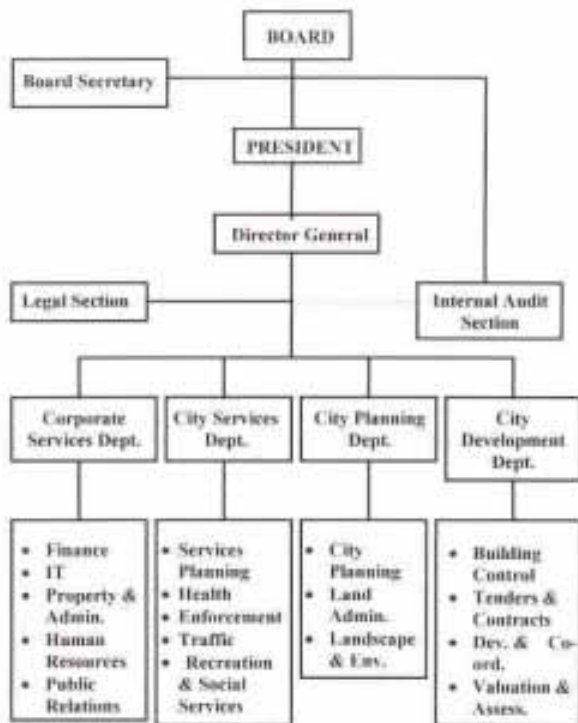 BOARD
Board Secretary
PRESIDENT
Director General
Legal Section
Internal Audit
Section
Corporate
Services Dept.
City Services
Dept.
City Planning
Dept.
City
Development
Dept.
• Finance
• IT
• Property &
Admin.
• Human
Resources
• Public
Relations
• Services
Planning
• Health
• Enforcement
• Traffic
• Recreation
& Social
Services
• City
Planning
• Land
Admin.
• Landscape
& Env.
• Building
Control
• Tenders &
Contracts
• Dev. & Co-
ord.
• Valuation &
Assess.